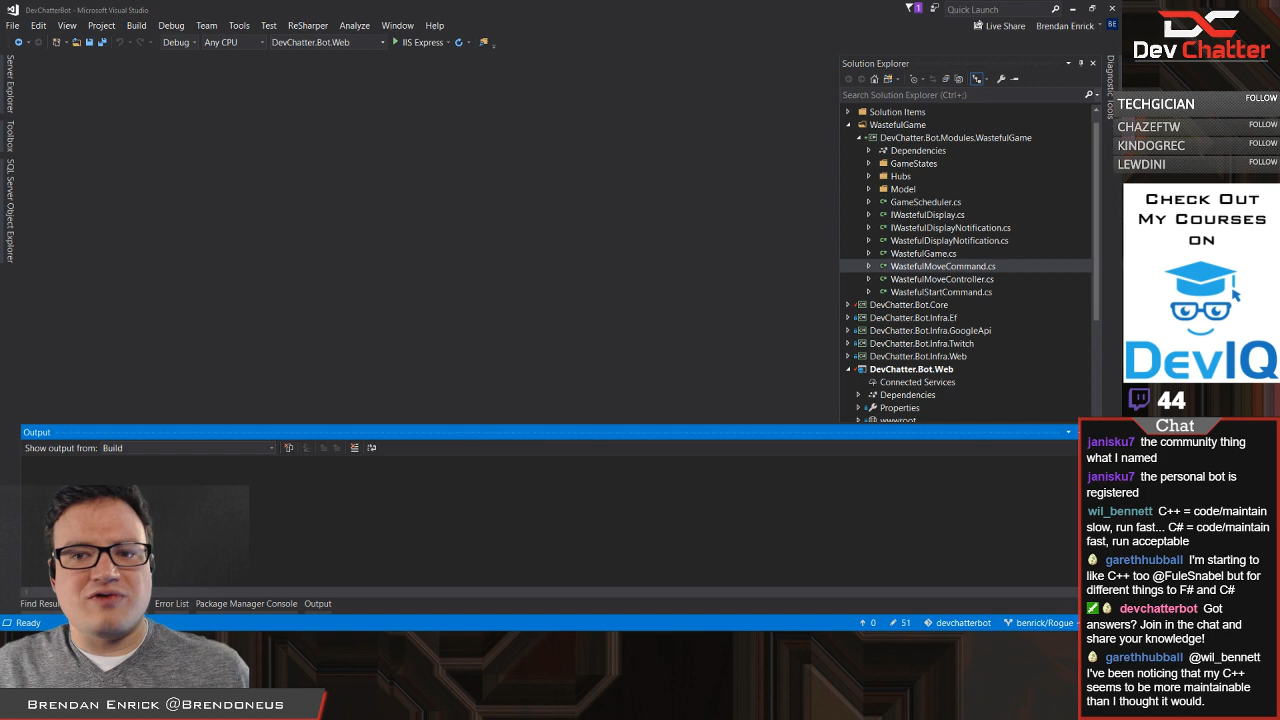 DevChatterBot - Microsoft Visual Studio
1
Quick Launch (Ctrl+Q)
File Edit View Project Build Debug Team Tools Test ReSharper Analyze Window Help
Live Share
Brendan Enrick
BE
Debug
Any CPU
DevChatter.Bot.Web
IIS Express
Server Explorer
Toolbox
SQL Server Object Explorer
Solution Explorer
Search Solution Explorer (Ctrl+;)
Solution Items
WastefulGame
DevChatter.Bot.Modules.WastefulGame
Dependencies
GameStates
Hubs
Model
GameScheduler.cs
IWastefulDisplay.cs
IWastefulDisplayNotification.cs
WastefulDisplayNotification.cs
WastefulGame.cs
WastefulMoveCommand.cs
WastefulMoveController.cs
WastefulStartCommand.cs
DevChatter.Bot.Core
DevChatter.Bot.Infra.Ef
DevChatter.Bot.Infra.GoogleApi
DevChatter.Bot.Infra.Twitch
DevChatter.Bot.Infra.Web
DevChatter.Bot.Web
Connected Services
Dependencies
Properties
wwwroot
Diagnostic Tools
Output
Show output from: Build
Error List
Package Manager Console
Output
Ready
0
51
devchatterbot
benrick/Rogue
BRENDAN ENRICK @BRENDONEUS
DC
Dev Chatter
TECHGICIAN FOLLOW
CHAZEFTW FOLLOW
KINDOGREC FOLLOW
LEWDINI FOLLOW
CHECK OUT
MY COURSES
ON
DevIQ
44
Chat
janisku7 the community thing
what I named
janisku7 the personal bot is
registered
wil_bennett C++ = code/maintain
slow, run fast... C# = code/maintain
fast, run acceptable
garethhubball I'm starting to
like C++ too @FuleSnabel but for
different things to F# and C#
devchatterbot Got
answers? Join in the chat and
share your knowledge!
garethhubball @wil_bennett
I've been noticing that my C++
seems to be more maintainable
than I thought it would.